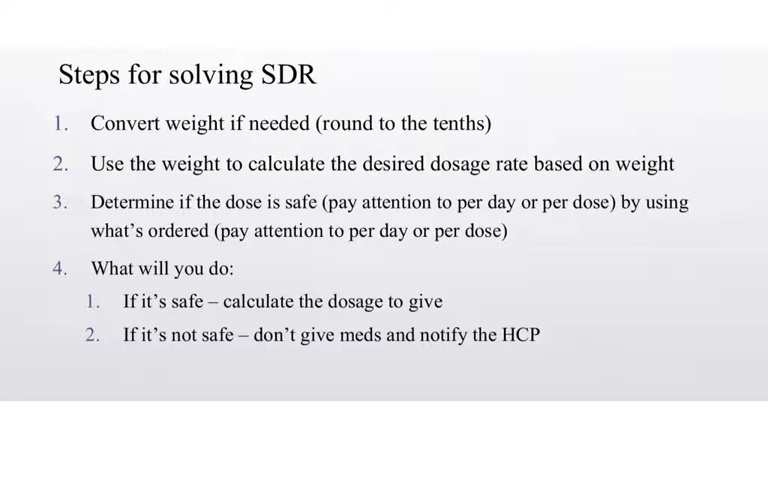 Steps for solving SDR
1. Convert weight if needed (round to the tenths)
2. Use the weight to calculate the desired dosage rate based on weight
3. Determine if the dose is safe (pay attention to per day or per dose) by using
what’s ordered (pay attention to per day or per dose)
4. What will you do:
1. If it’s safe – calculate the dosage to give
2. If it’s not safe – don’t give meds and notify the HCP